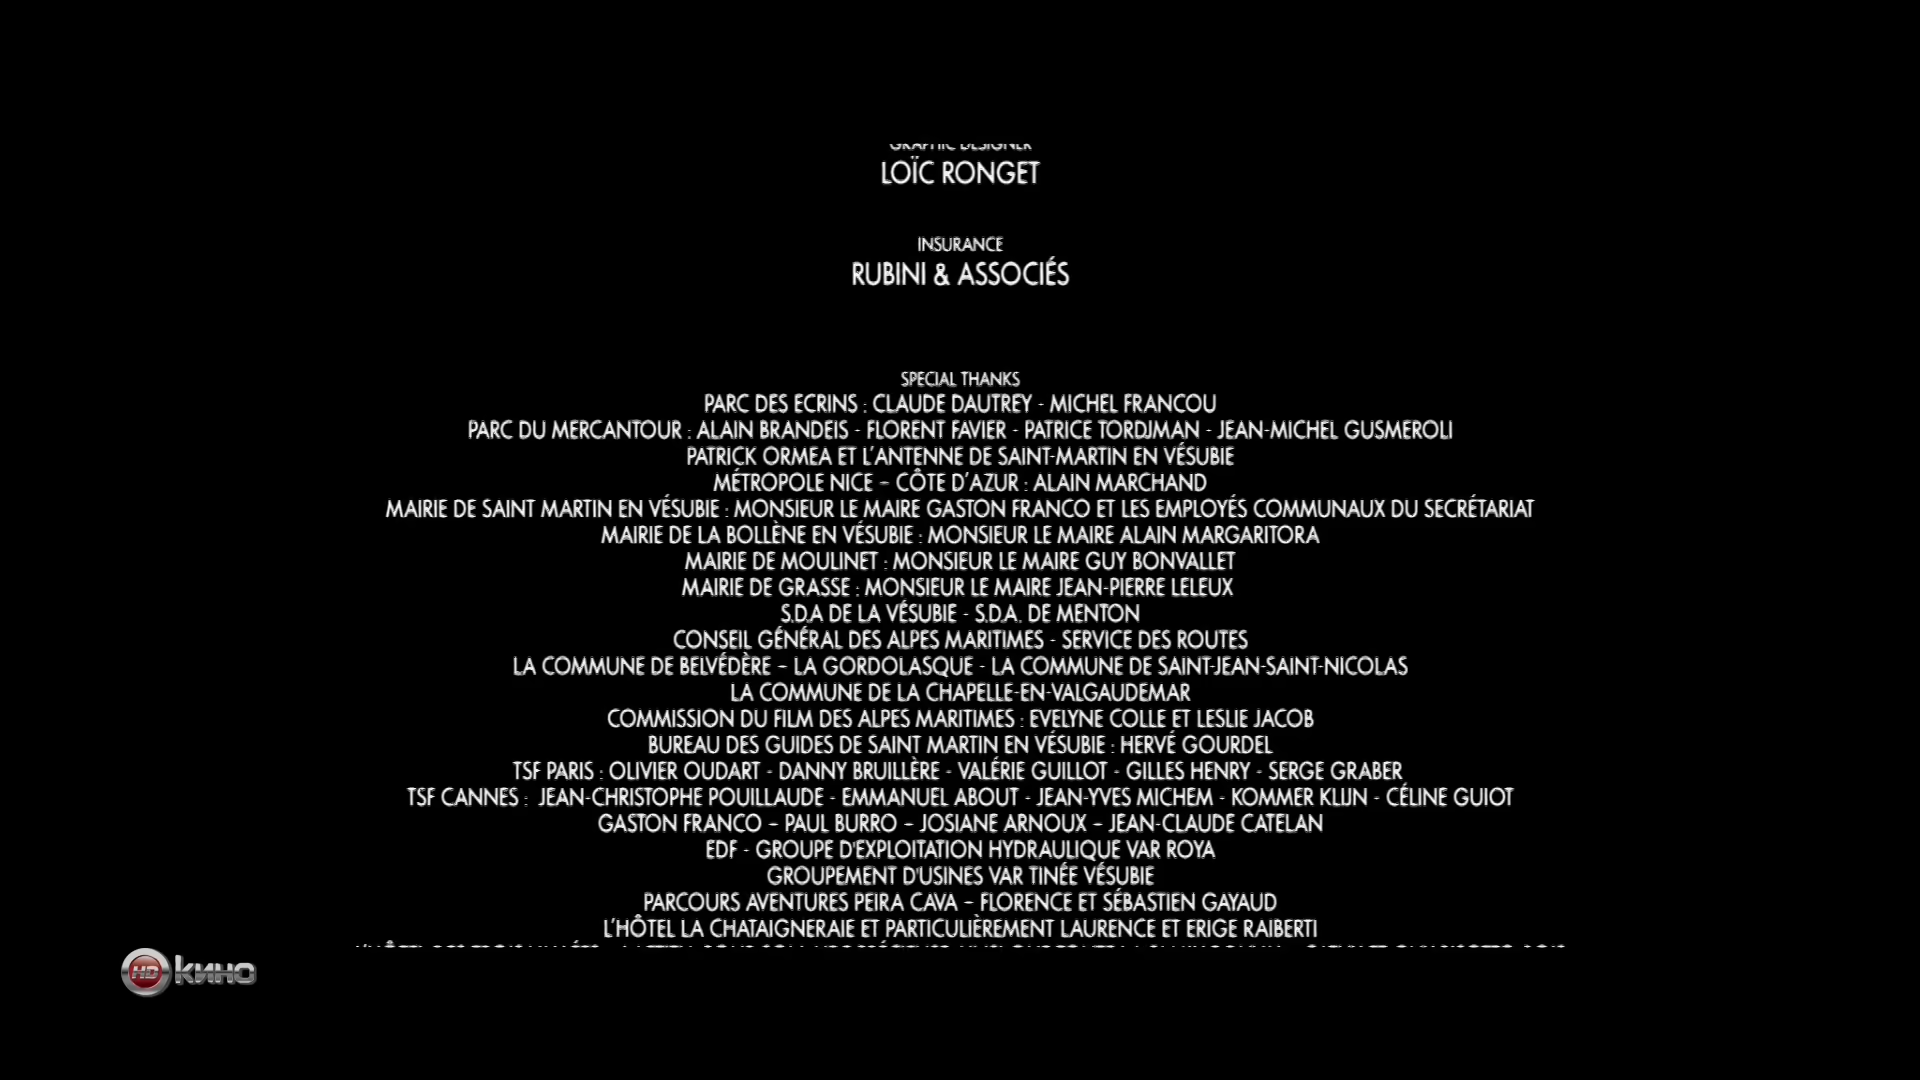 GRAPHIC DESIGNER
LOÏC RONGET
INSURANCE
RUBINI & ASSOCIÉS
SPECIAL THANKS
PARC DES ECRINS : CLAUDE DAUTREY - MICHEL FRANCOU
PARC DU MERCANTOUR : ALAIN BRANDEIS - FLORENT FAVIER - PATRICE TORDJMAN - JEAN-MICHEL GUSMEROLI
PATRICK ORMEA ET L'ANTENNE DE SAINT-MARTIN EN VÉSUBIE
MÉTROPOLE NICE – CÔTE D'AZUR : ALAIN MARCHAND
MAIRIE DE SAINT MARTIN EN VÉSUBIE : MONSIEUR LE MAIRE GASTON FRANCO ET LES EMPLOYÉS COMMUNAUX DU SECRÉTARIAT
MAIRIE DE LA BOLLÈNE EN VÉSUBIE : MONSIEUR LE MAIRE ALAIN MARGARITORA
MAIRIE DE MOULINET : MONSIEUR LE MAIRE GUY BONVALLET
MAIRIE DE GRASSE : MONSIEUR LE MAIRE JEAN-PIERRE LELEUX
S.D.A DE LA VÉSUBIE - S.D.A. DE MENTON
CONSEIL GÉNÉRAL DES ALPES MARITIMES - SERVICE DES ROUTES
LA COMMUNE DE BELVÉDÈRE – LA GORDOLASQUE - LA COMMUNE DE SAINT-JEAN-SAINT-NICOLAS
LA COMMUNE DE LA CHAPELLE-EN-VALGAUDEMAR
COMMISSION DU FILM DES ALPES MARITIMES : EVELYNE COLLE ET LESLIE JACOB
BUREAU DES GUIDES DE SAINT MARTIN EN VÉSUBIE : HERVÉ GOURDEL
TSF PARIS : OLIVIER OUDART - DANNY BRUILLÈRE - VALÉRIE GUILLOT - GILLES HENRY - SERGE GRABER
TSF CANNES : JEAN-CHRISTOPHE POUILLAUDE - EMMANUEL ABOUT - JEAN-YVES MICHEM - KOMMER KLIJN - CÉLINE GUIOT
GASTON FRANCO – PAUL BURRO – JOSIANE ARNOUX – JEAN-CLAUDE CATELAN
EDF - GROUPE D'EXPLOITATION HYDRAULIQUE VAR ROYA
GROUPEMENT D'USINES VAR TINÉE VÉSUBIE
PARCOURS AVENTURES PEIRA CAVA – FLORENCE ET SÉBASTIEN GAYAUD
L'HÔTEL LA CHATAIGNERAIE ET PARTICULIÈREMENT LAURENCE ET ERIGE RAIBERTI
HD КИНО